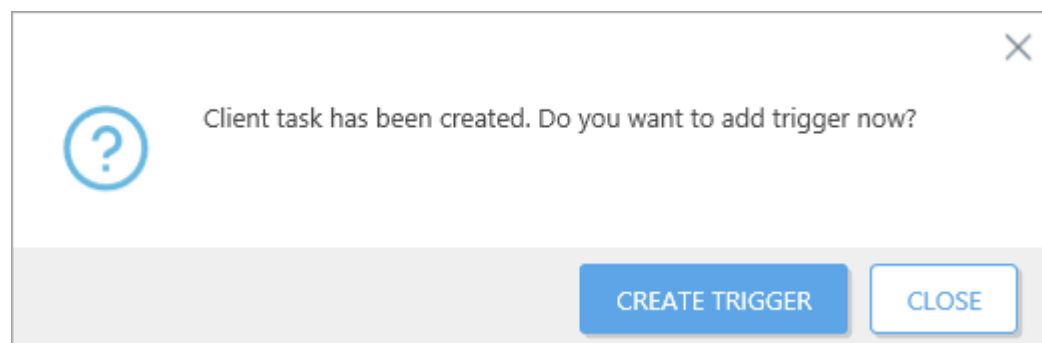 Client task has been created. Do you want to add trigger now?
CREATE TRIGGER
CLOSE